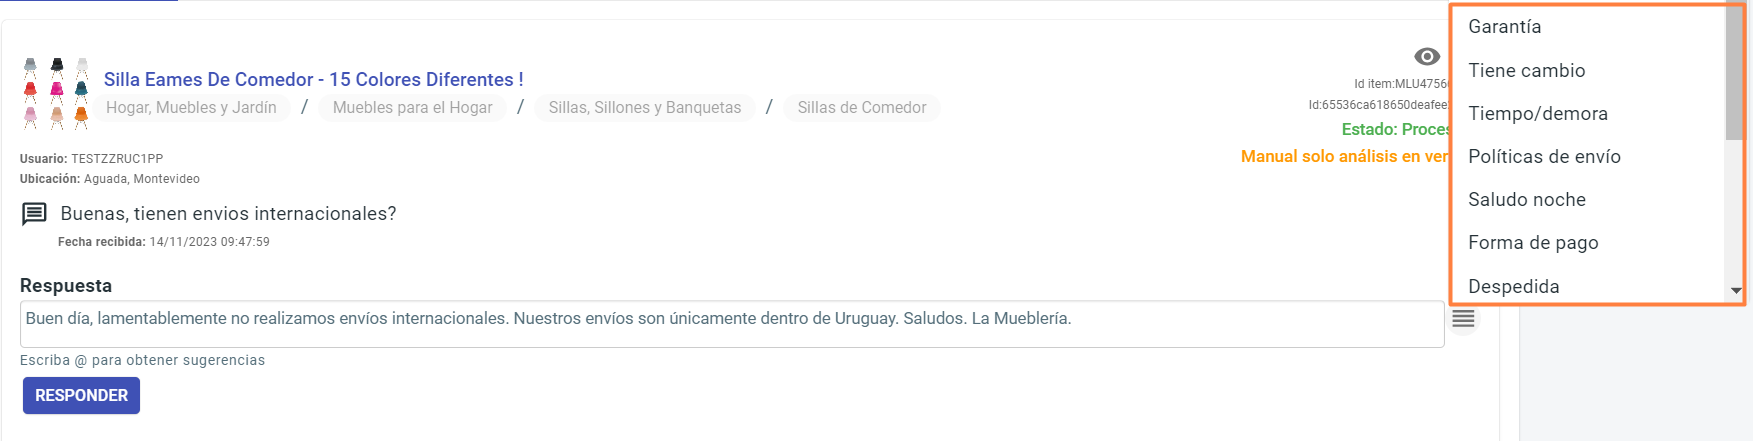 Silla Eames De Comedor - 15 Colores Diferentes !
Hogar, Muebles y Jardín / Muebles para el Hogar / Sillas, Sillones y Banquetas / Sillas de Comedor
Id item:MLU4756
Id:65536ca618650deafee
Estado: Proces
Manual solo análisis en ver
Usuario: TESTZZRUC1PP
Ubicación: Aguada, Montevideo
Buenas, tienen envios internacionales?
Fecha recibida: 14/11/2023 09:47:59
Respuesta
Buen día, lamentablemente no realizamos envíos internacionales. Nuestros envíos son únicamente dentro de Uruguay. Saludos. La Mueblería.
Escriba @ para obtener sugerencias
RESPONDER
Garantía
Tiene cambio
Tiempo/demora
Políticas de envío
Saludo noche
Forma de pago
Despedida